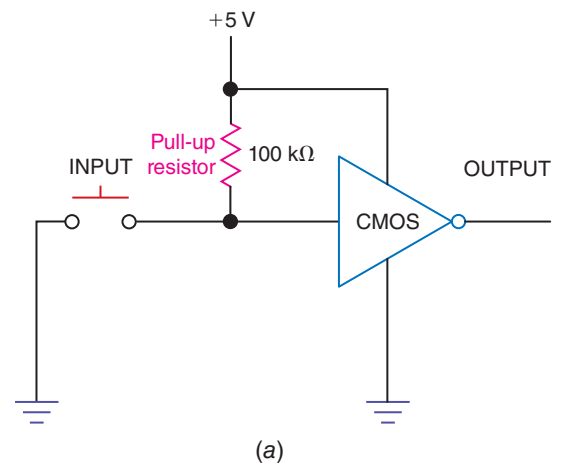 +5 V
Pull-up
resistor
100 kΩ
INPUT
CMOS
OUTPUT
(a)